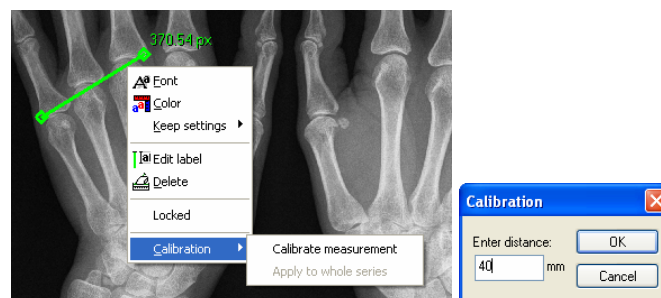 370.54 px
Font
Color
Keep settings
Edit label
Delete
Locked
Calibration
Calibrate measurement
Apply to whole series
Calibration
Enter distance:
40 mm
OK
Cancel